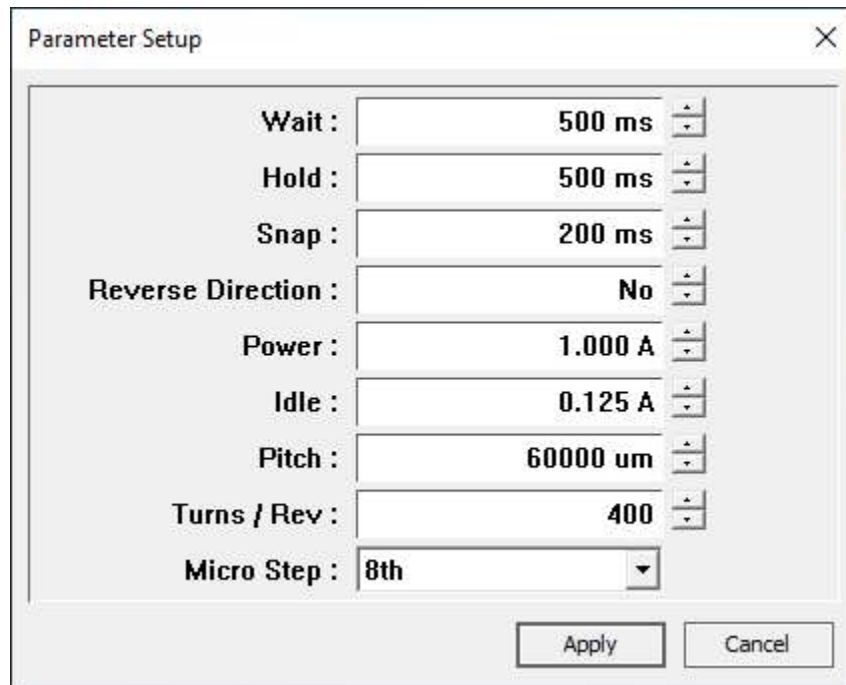 Parameter Setup
Wait : 500 ms
Hold : 500 ms
Snap : 200 ms
Reverse Direction : No
Power : 1.000 A
Idle : 0.125 A
Pitch : 60000 um
Turns / Rev : 400
Micro Step : 8th
Apply Cancel